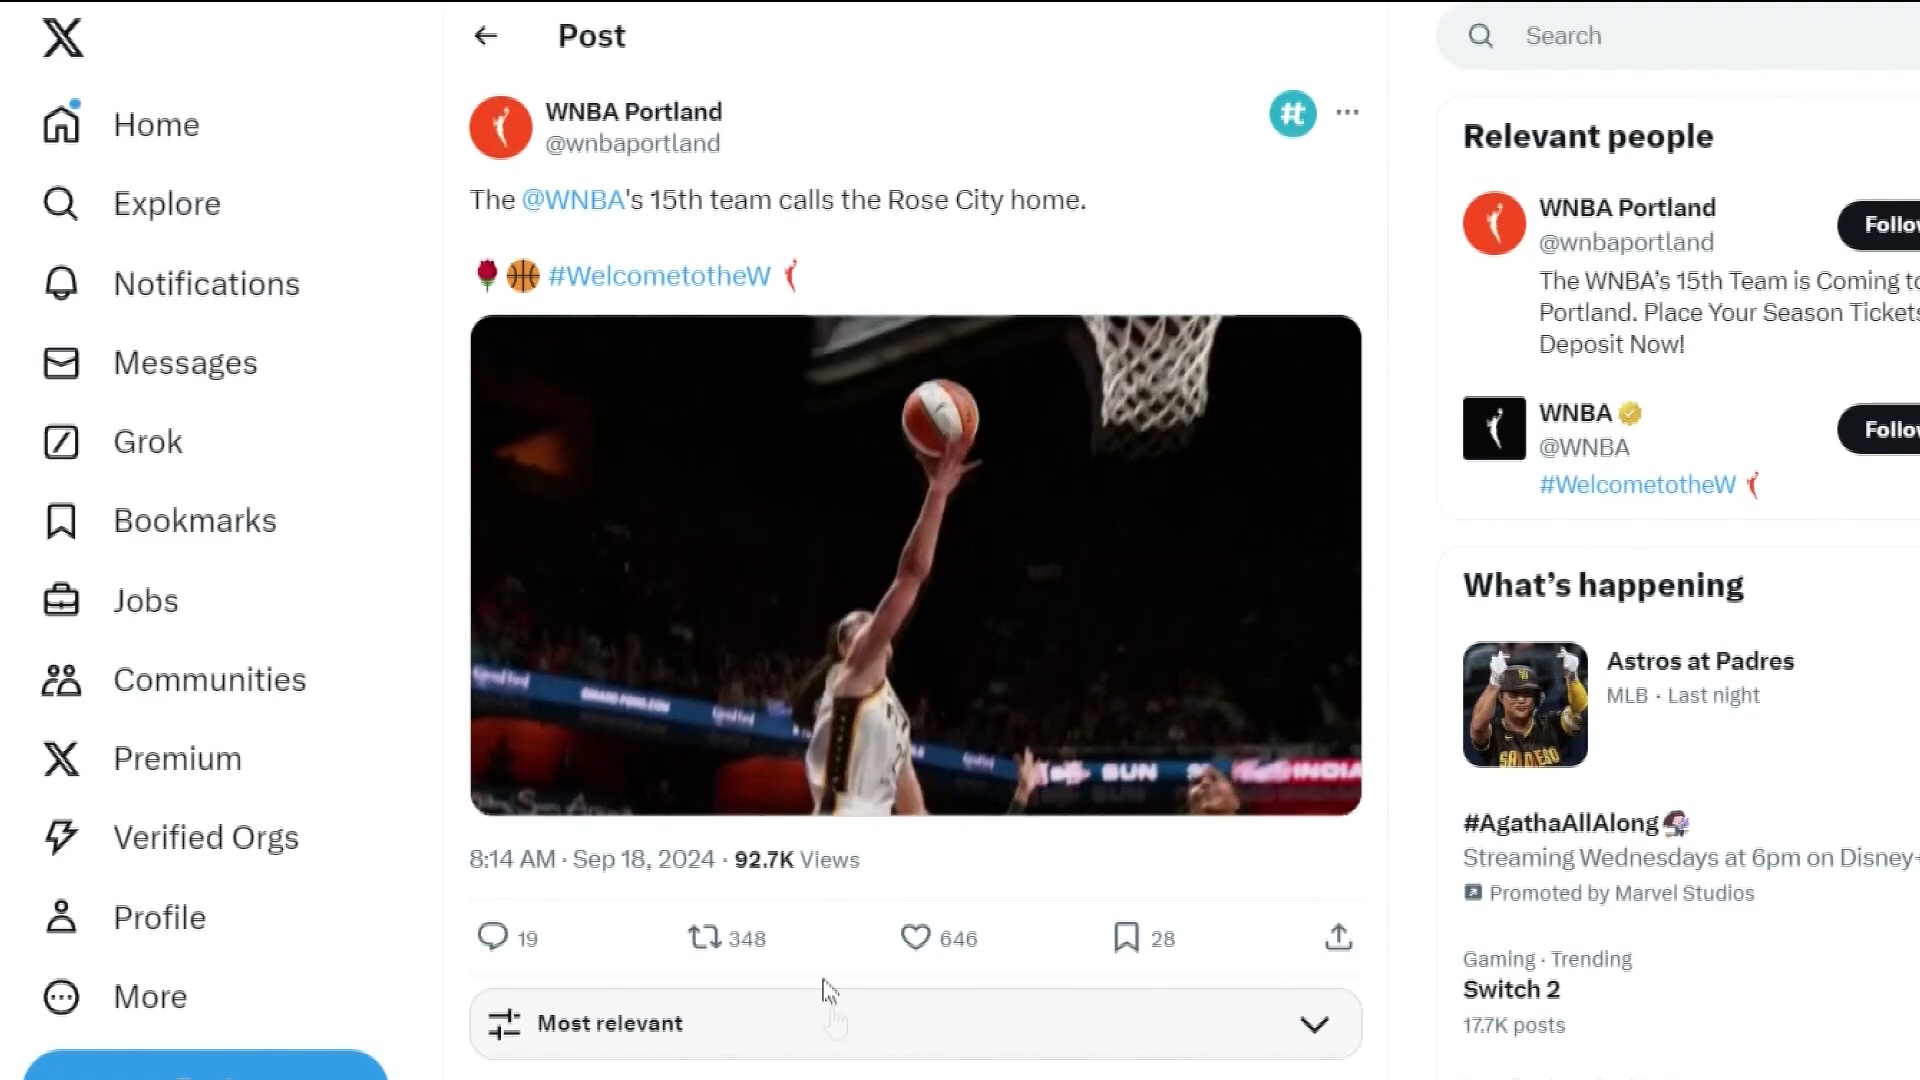 Home
Explore
Notifications
Messages
Grok
Bookmarks
Jobs
Communities
Premium
Verified Orgs
Profile
More
Post
WNBA Portland
@wnbaportland
The @WNBA's 15th team calls the Rose City home.
#WelcometotheW
SUN
8:14 AM · Sep 18, 2024 · 92.7K Views
19 348 646 28
Most relevant
Search
Relevant people
WNBA Portland
@wnbaportland
Follow
The WNBA’s 15th Team is Coming to
Portland. Place Your Season Tickets
Deposit Now!
WNBA
@WNBA
Follow
#WelcometotheW
What’s happening
Astros at Padres
MLB · Last night
#AgathaAllAlong
Streaming Wednesdays at 6pm on Disney+
Promoted by Marvel Studios
Gaming · Trending
Switch 2
17.7K posts